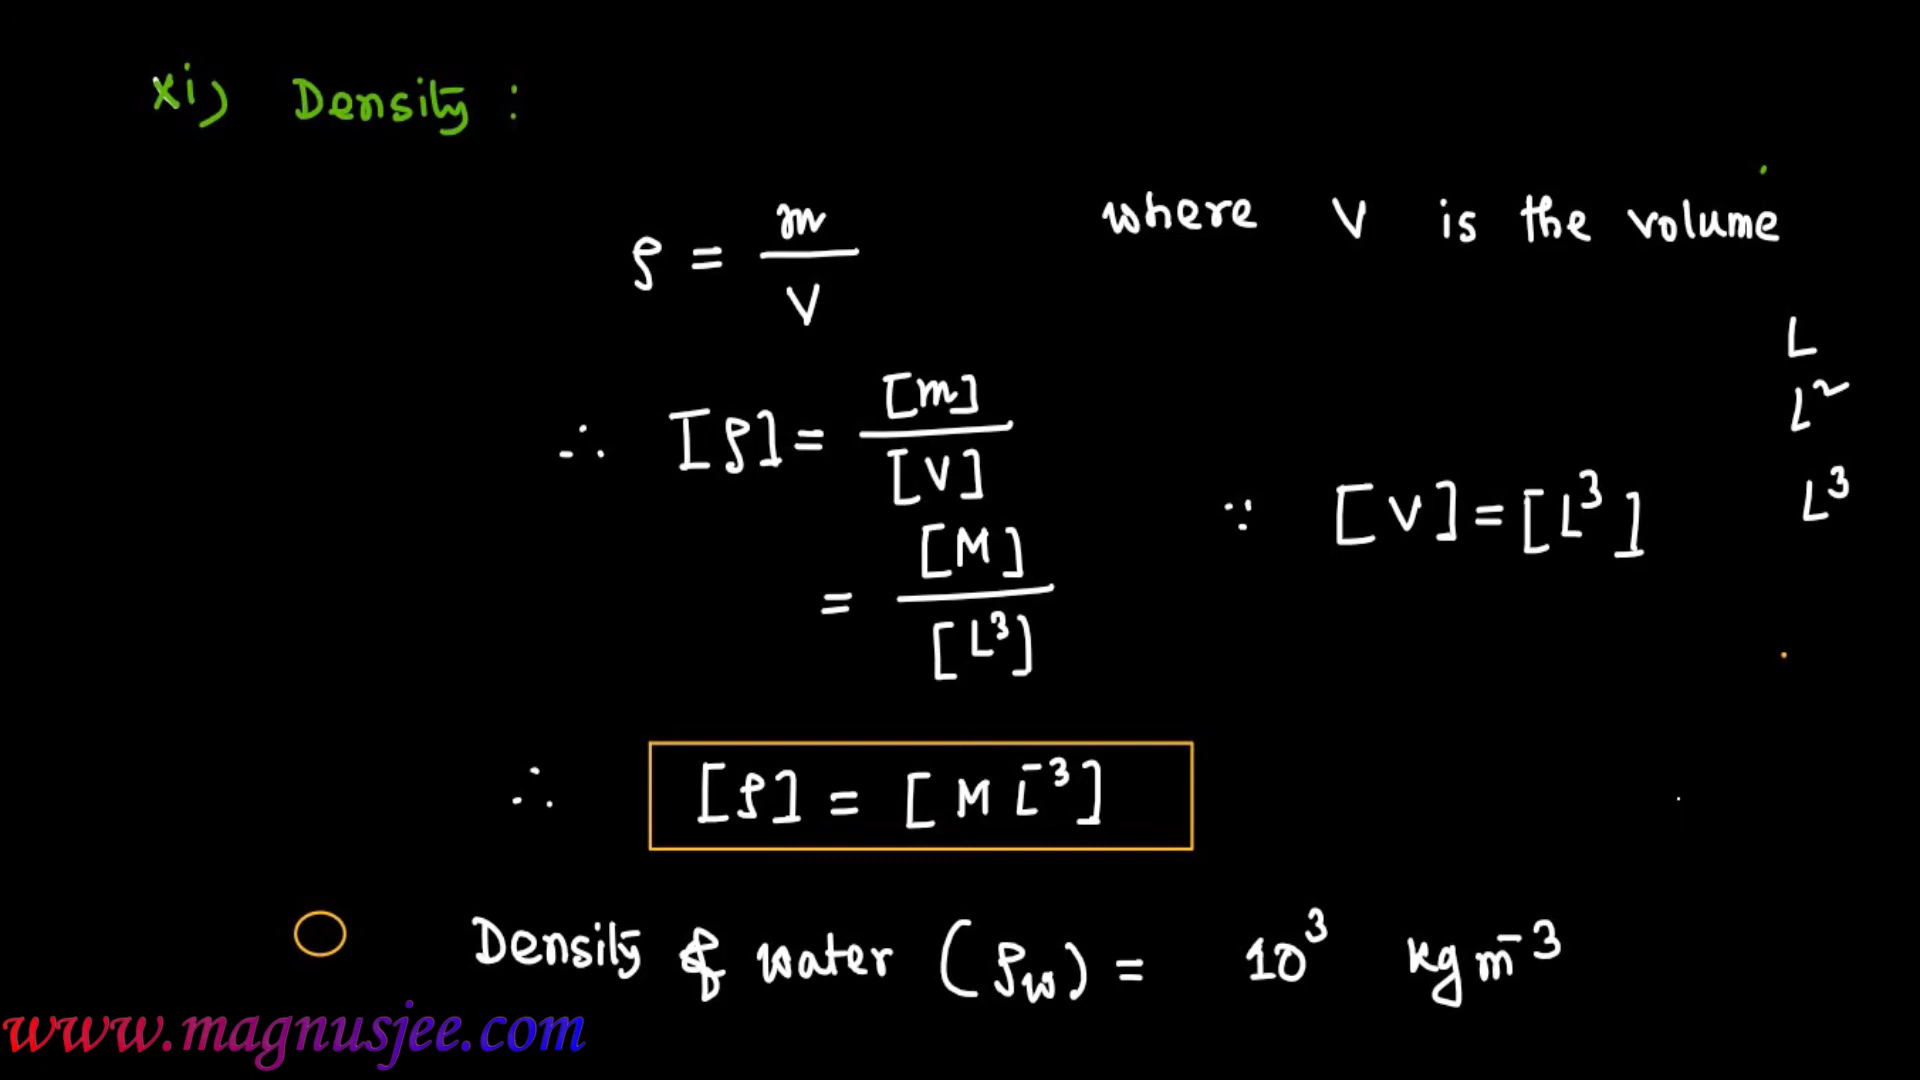 xi) Density :
ρ = m / V where V is the volume
L
L²
∴ [ρ] = [m] / [V]
∵ [V] = [L³] L³
= [M] / [L³]
∴ [ρ] = [M L⁻³]
Density of water (ρw) = 10³ kg m⁻³
www.magnusjee.com